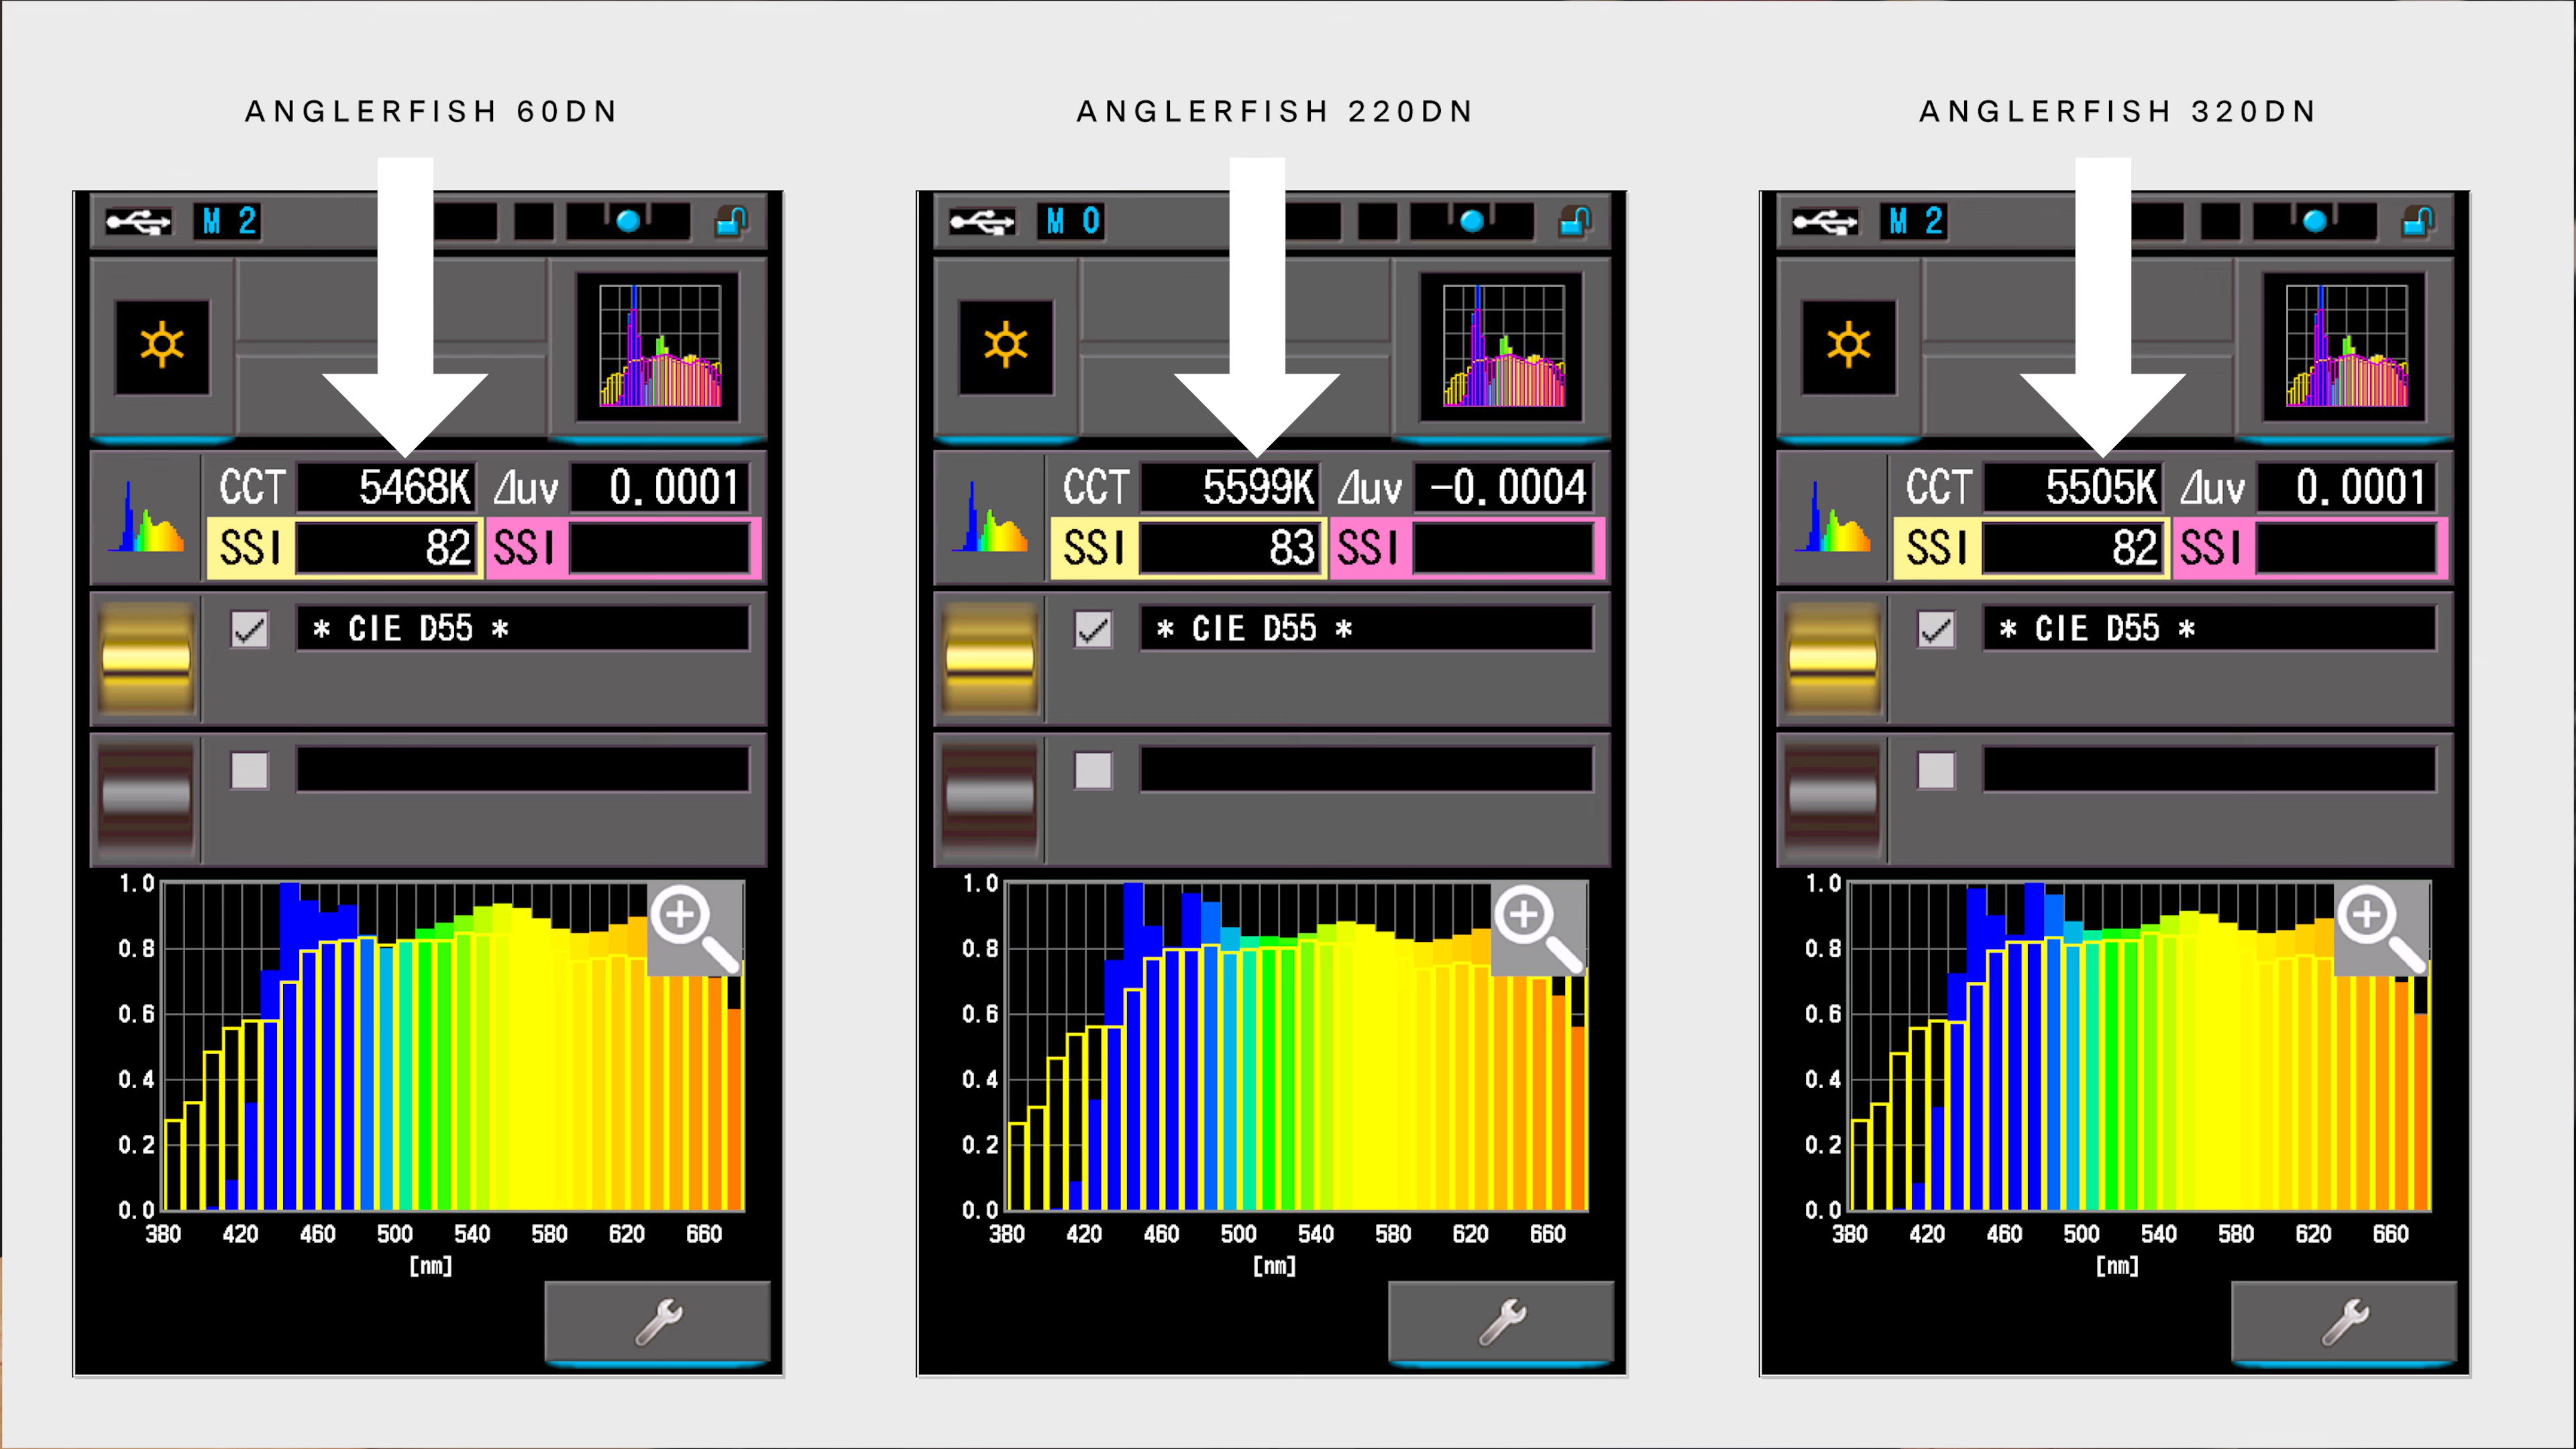 ANGLERFISH 60DN
M 2
CCT 5468K ⊿uv 0.0001
SSI 82 SSI
* CIE D55 *
1.0
0.8
0.6
0.4
0.2
0.0
380 420 460 500 540 580 620 660
[nm]
ANGLERFISH 220DN
M 0
CCT 5599K ⊿uv -0.0004
SSI 83 SSI
* CIE D55 *
1.0
0.8
0.6
0.4
0.2
0.0
380 420 460 500 540 580 620 660
[nm]
ANGLERFISH 320DN
M 2
CCT 5505K ⊿uv 0.0001
SSI 82 SSI
* CIE D55 *
1.0
0.8
0.6
0.4
0.2
0.0
380 420 460 500 540 580 620 660
[nm]